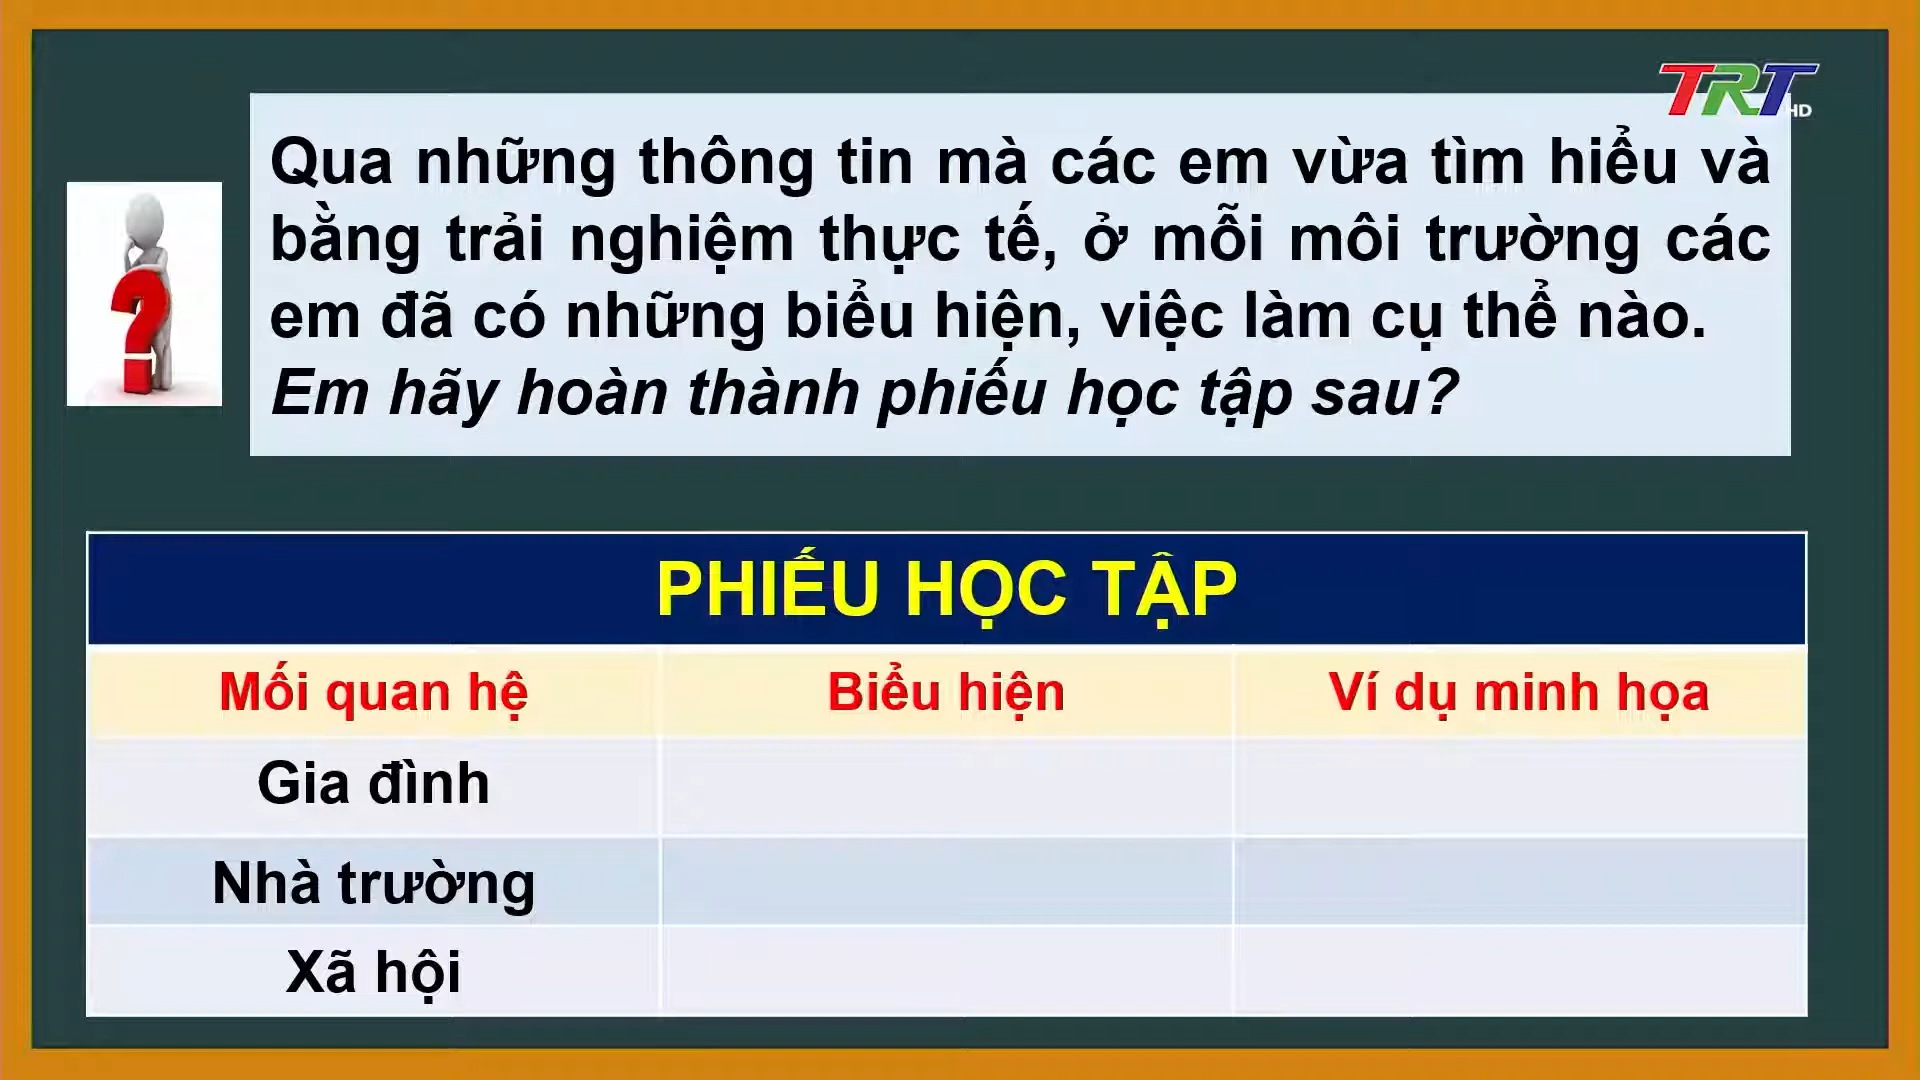 TRT HD
Qua những thông tin mà các em vừa tìm hiểu và
bằng trải nghiệm thực tế, ở mỗi môi trường các
em đã có những biểu hiện, việc làm cụ thể nào.
Em hãy hoàn thành phiếu học tập sau?
PHIẾU HỌC TẬP
Mối quan hệ Biểu hiện Ví dụ minh họa
Gia đình
Nhà trường
Xã hội